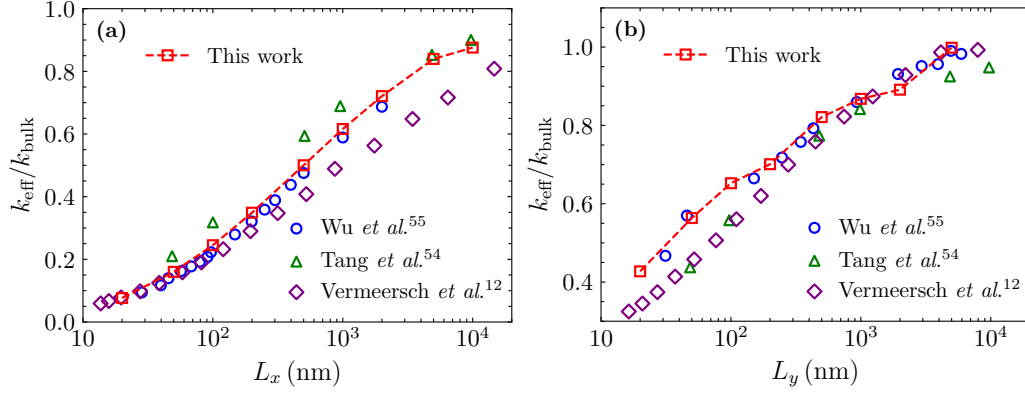 (a)
This work
Wu et al.55
Tang et al.54
Vermeersch et al.12
k_eff/k_bulk
1.0
0.8
0.6
0.4
0.2
0.0
10
10^2
10^3
10^4
L_x (nm)
(b)
This work
Wu et al.55
Tang et al.54
Vermeersch et al.12
k_eff/k_bulk
1.0
0.8
0.6
0.4
10
10^2
10^3
10^4
L_y (nm)